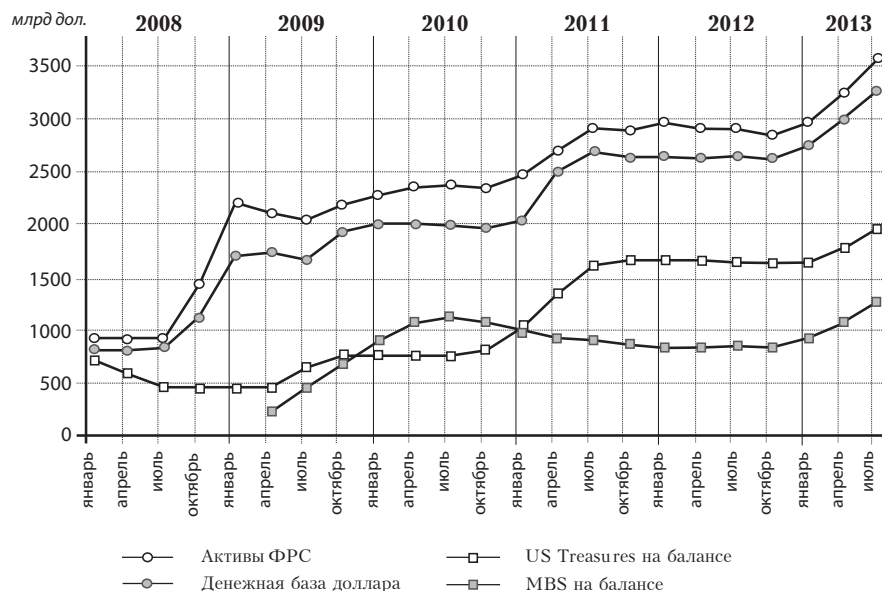 млрд дол.
2008 2009 2010 2011 2012 2013
3500
3000
2500
2000
1500
1000
500
0
январь апрель июль октябрь январь апрель июль октябрь январь апрель июль октябрь январь апрель июль октябрь январь апрель июль октябрь январь апрель июль
Активы ФРС US Treasures на балансе
Денежная база доллара MBS на балансе